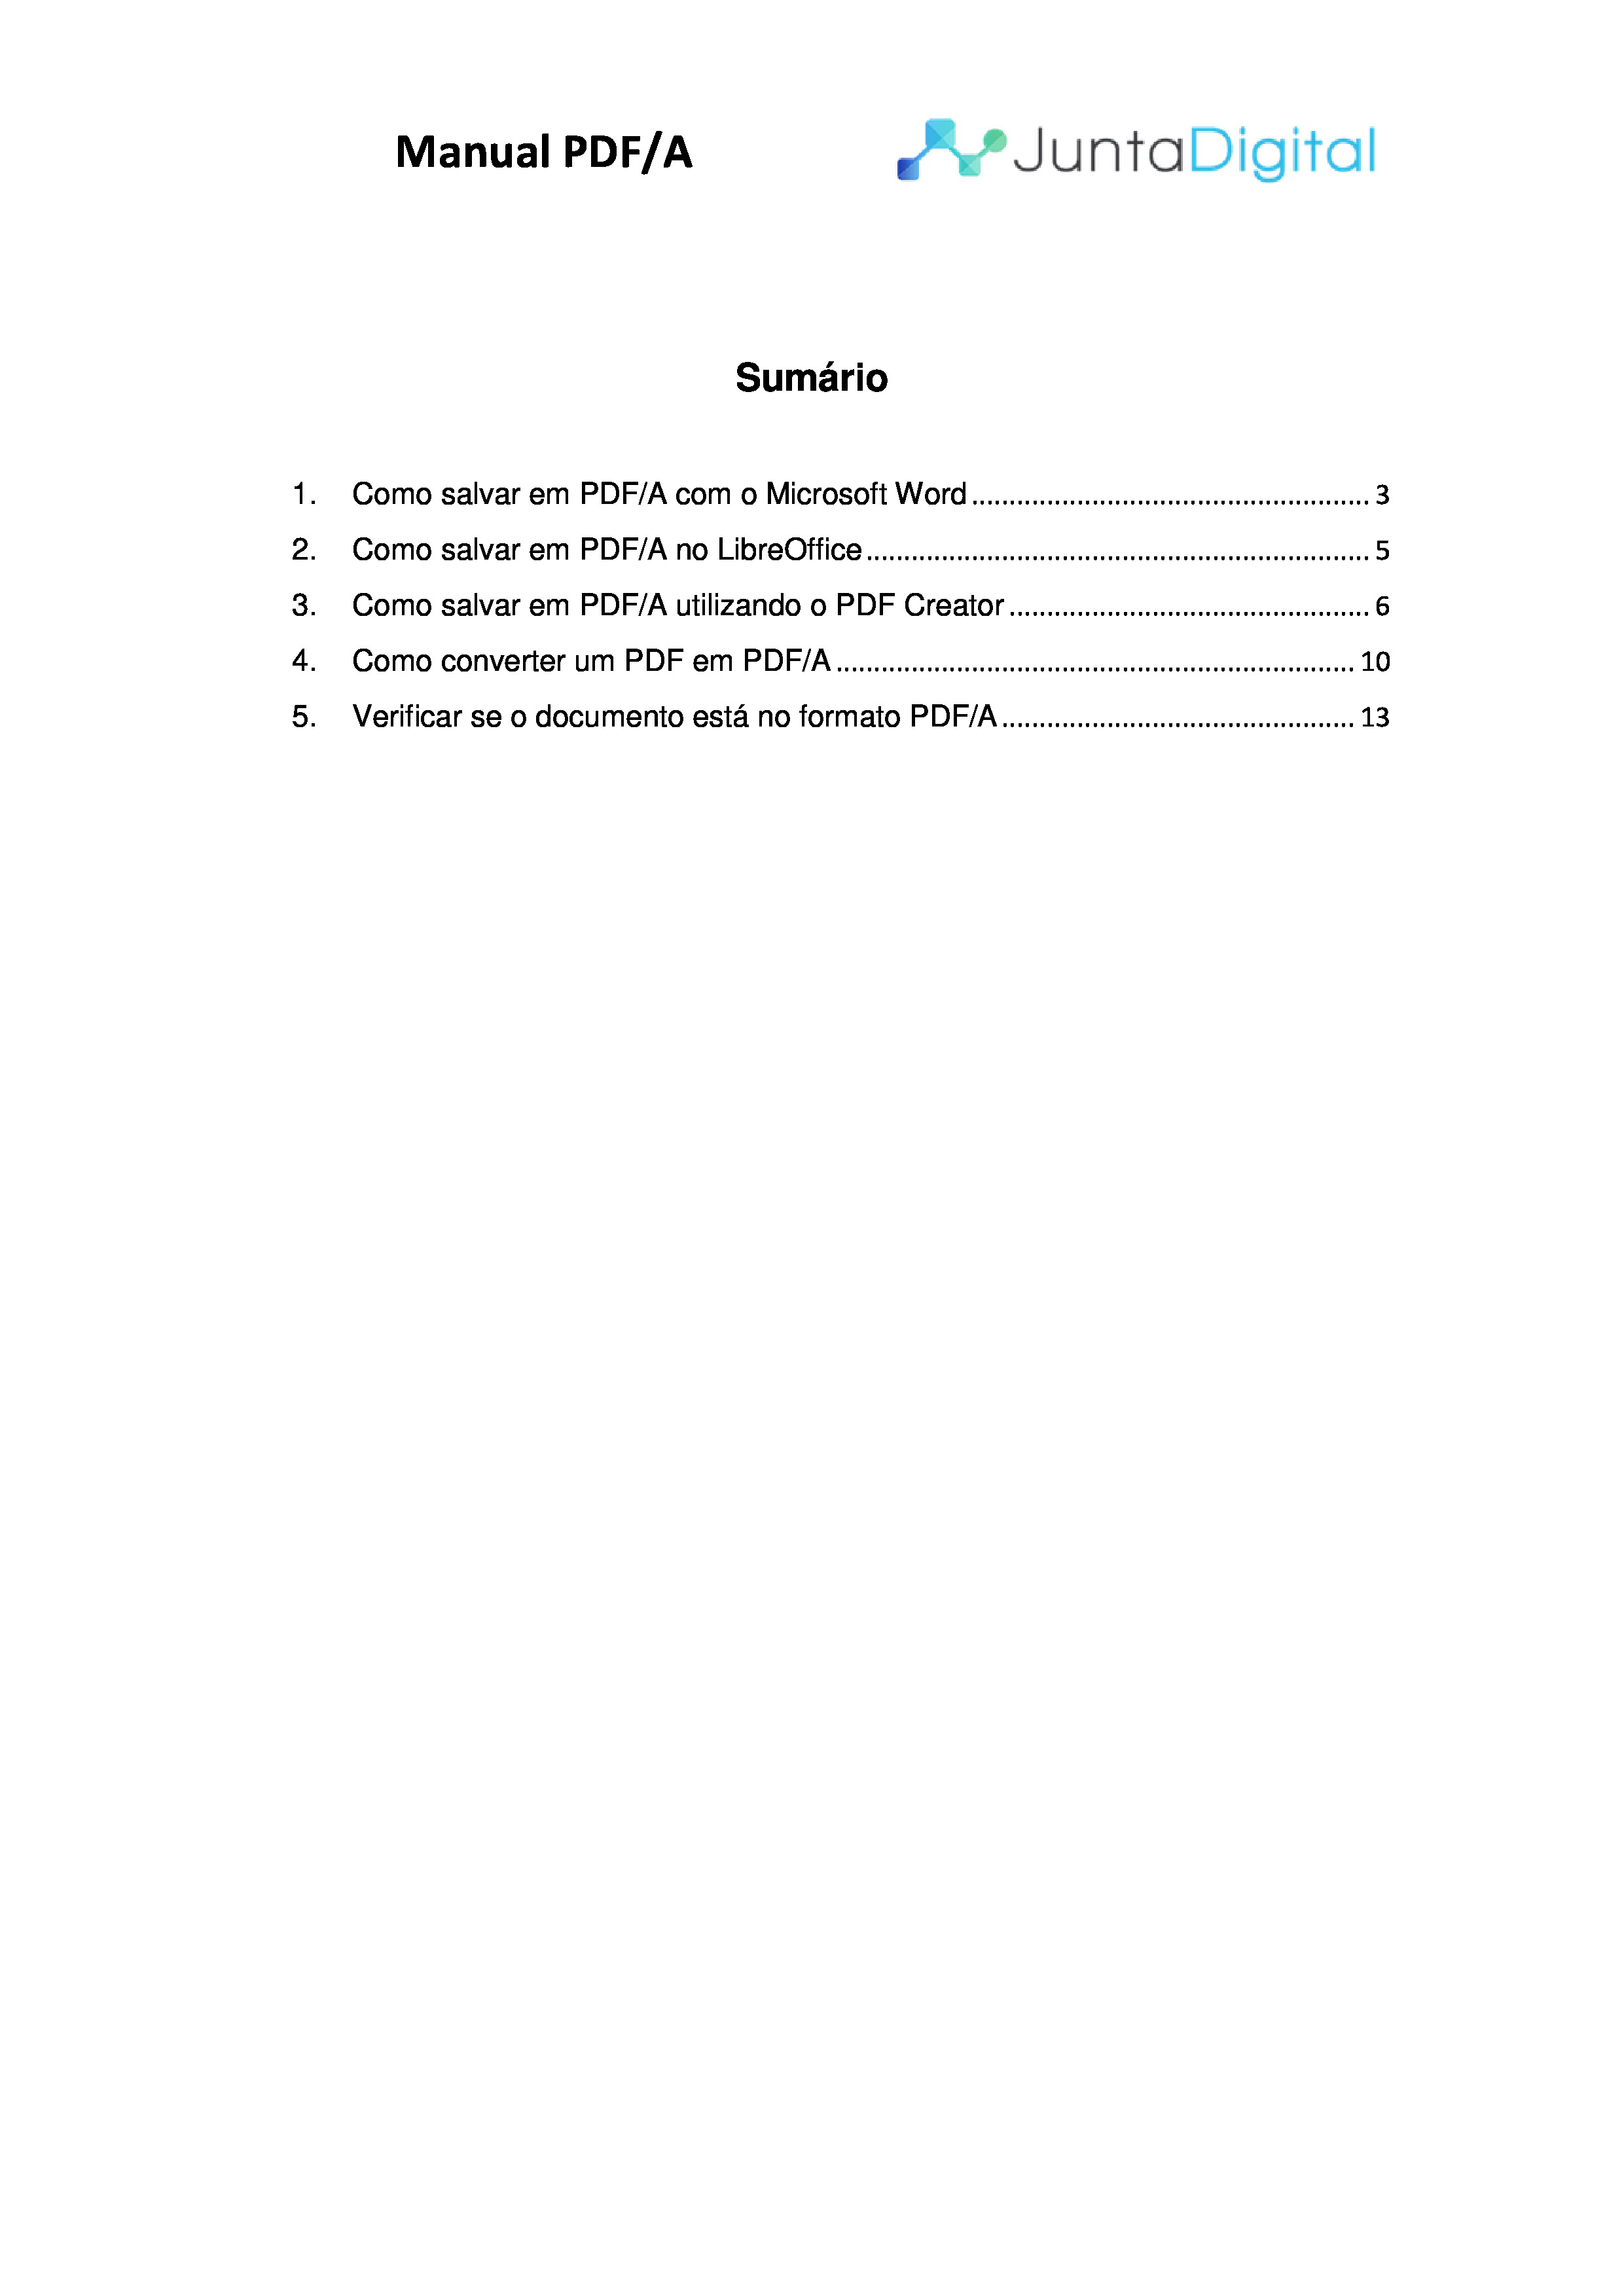 Manual PDF/A
JuntaDigital
Sumário
1. Como salvar em PDF/A com o Microsoft Word ..................................................... 3
2. Como salvar em PDF/A no LibreOffice ................................................................... 5
3. Como salvar em PDF/A utilizando o PDF Creator ................................................ 6
4. Como converter um PDF em PDF/A ..................................................................... 10
5. Verificar se o documento está no formato PDF/A ............................................... 13